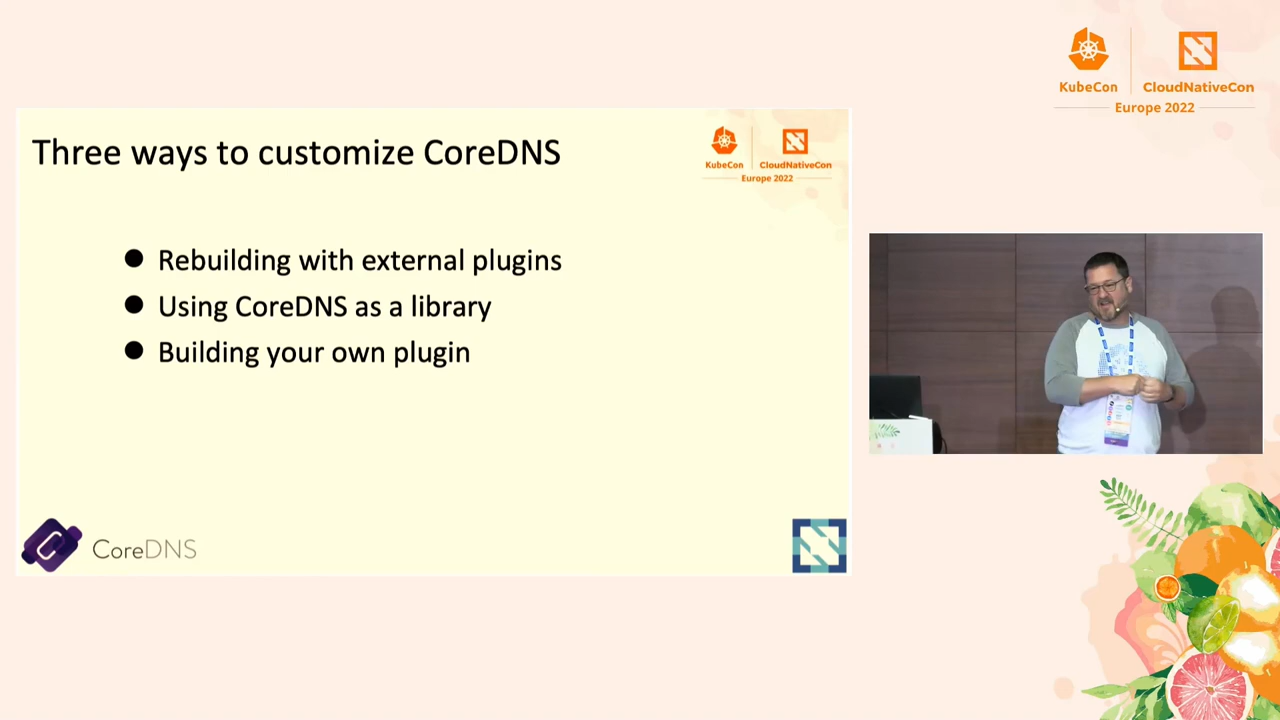 KubeCon
CloudNativeCon
Europe 2022
Three ways to customize CoreDNS
KubeCon
CloudNativeCon
Europe 2022
● Rebuilding with external plugins
● Using CoreDNS as a library
● Building your own plugin
CoreDNS